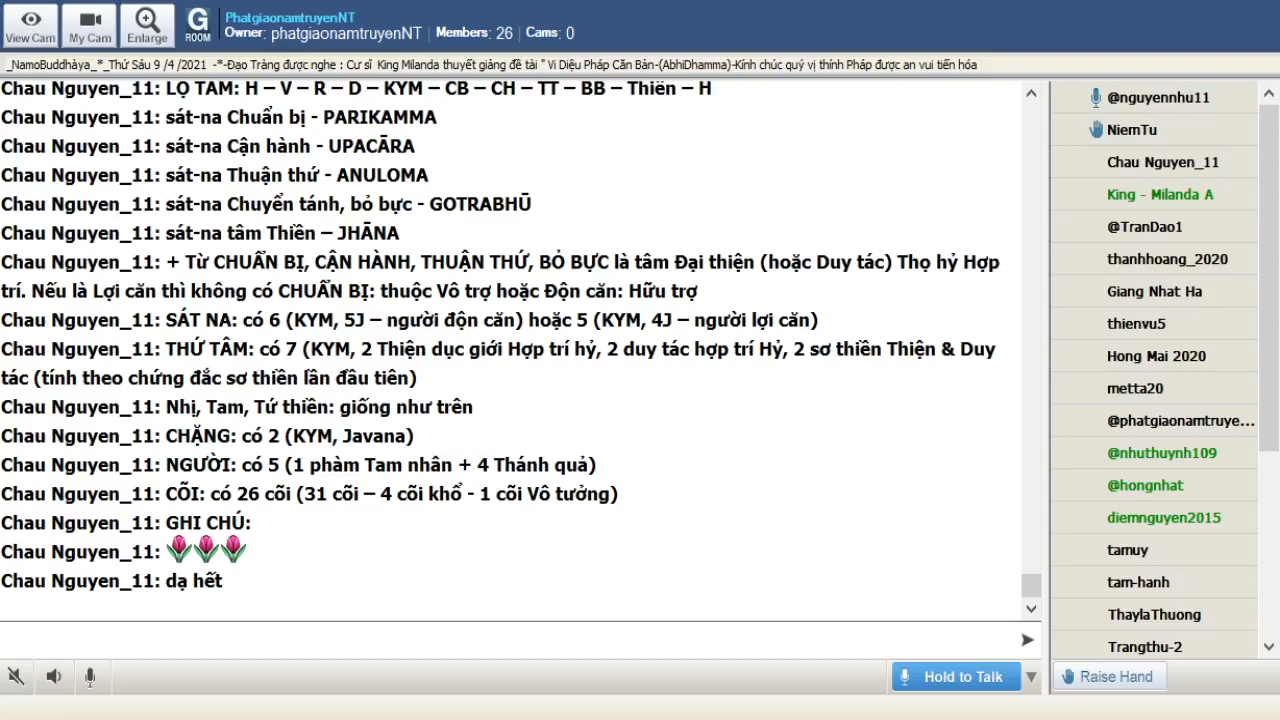 View Cam
My Cam
Enlarge
G
ROOM
PhatgiaonamtruyenNT
Owner: phatgiaonamtruyenNT | Members: 26 | Cams: 0
_NamoBuddhàya_*_Thứ Sáu 9 /4 /2021 -*-Đạo Tràng được nghe : Cư sĩ King Milanda thuyết giảng đề tài " Vi Diệu Pháp Căn Bản-(AbhiDhamma)-Kính chúc quý vị thính Pháp được an vui tiến hóa
Chau Nguyen_11: LỘ TÂM: H – V – R – D – KYM – CB – CH – TT – BB – Thiền – H
Chau Nguyen_11: sát-na Chuẩn bị - PARIKAMMA
Chau Nguyen_11: sát-na Cận hành - UPACĀRA
Chau Nguyen_11: sát-na Thuận thứ - ANULOMA
Chau Nguyen_11: sát-na Chuyển tánh, bỏ bực - GOTRABHŪ
Chau Nguyen_11: sát-na tâm Thiền – JHĀNA
Chau Nguyen_11: + Từ CHUẨN BỊ, CẬN HÀNH, THUẬN THỨ, BỎ BỰC là tâm Đại thiện (hoặc Duy tác) Thọ hỷ Hợp
trí. Nếu là Lợi căn thì không có CHUẨN BỊ: thuộc Vô trợ hoặc Độn căn: Hữu trợ
Chau Nguyen_11: SÁT NA: có 6 (KYM, 5J – người độn căn) hoặc 5 (KYM, 4J – người lợi căn)
Chau Nguyen_11: THỨ TÂM: có 7 (KYM, 2 Thiện dục giới Hợp trí hỷ, 2 duy tác hợp trí Hỷ, 2 sơ thiền Thiện & Duy
tác (tính theo chứng đắc sơ thiền lần đầu tiên)
Chau Nguyen_11: Nhị, Tam, Tứ thiền: giống như trên
Chau Nguyen_11: CHẶNG: có 2 (KYM, Javana)
Chau Nguyen_11: NGƯỜI: có 5 (1 phàm Tam nhân + 4 Thánh quả)
Chau Nguyen_11: CÕI: có 26 cõi (31 cõi – 4 cõi khổ - 1 cõi Vô tưởng)
Chau Nguyen_11: GHI CHÚ:
Chau Nguyen_11: 🌷🌷🌷
Chau Nguyen_11: dạ hết
@nguyennhu11
NiemTu
Chau Nguyen_11
King - Milanda A
@TranDao1
thanhhoang_2020
Giang Nhat Ha
thienvu5
Hong Mai 2020
metta20
@phatgiaonamtruye...
@nhuthuynh109
@hongnhat
diemnguyen2015
tamuy
tam-hanh
ThaylaThuong
Trangthu-2
Hold to Talk
Raise Hand